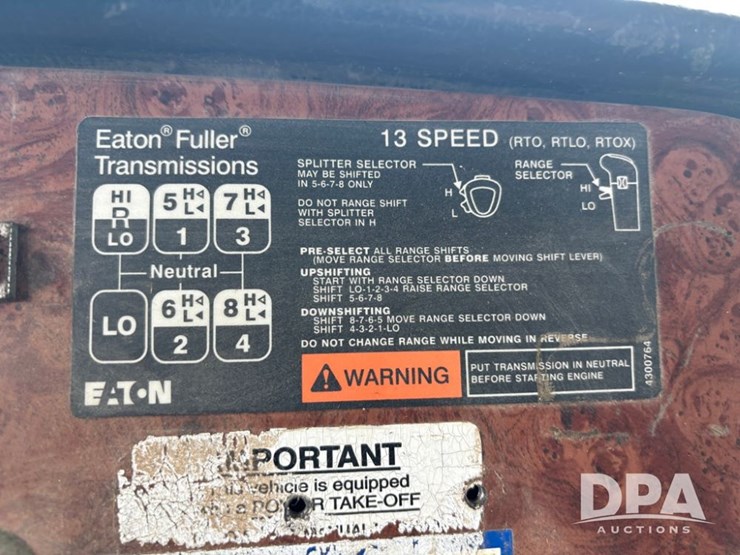 Eaton® Fuller®
Transmissions
13 SPEED (RTO, RTLO, RTOX)
HI
R
LO
5 H◁
L◀
1
7 H◁
L◀
3
Neutral
LO
6 H◁
L◀
2
8 H◁
L◀
4
EATON
SPLITTER SELECTOR
MAY BE SHIFTED
IN 5-6-7-8 ONLY
DO NOT RANGE SHIFT
WITH SPLITTER
SELECTOR IN H
H
L
RANGE
SELECTOR
HI
LO
PRE-SELECT ALL RANGE SHIFTS
(MOVE RANGE SELECTOR BEFORE MOVING SHIFT LEVER)
UPSHIFTING
START WITH RANGE SELECTOR DOWN
SHIFT LO-1-2-3-4 RAISE RANGE SELECTOR
SHIFT 5-6-7-8
DOWNSHIFTING
SHIFT 8-7-6-5 MOVE RANGE SELECTOR DOWN
SHIFT 4-3-2-1-LO
DO NOT CHANGE RANGE WHILE MOVING IN REVERSE
WARNING
PUT TRANSMISSION IN NEUTRAL
BEFORE STARTING ENGINE
4300764
PORTANT
vehicle is equipped
TAKE-OFF
DPA
AUCTIONS